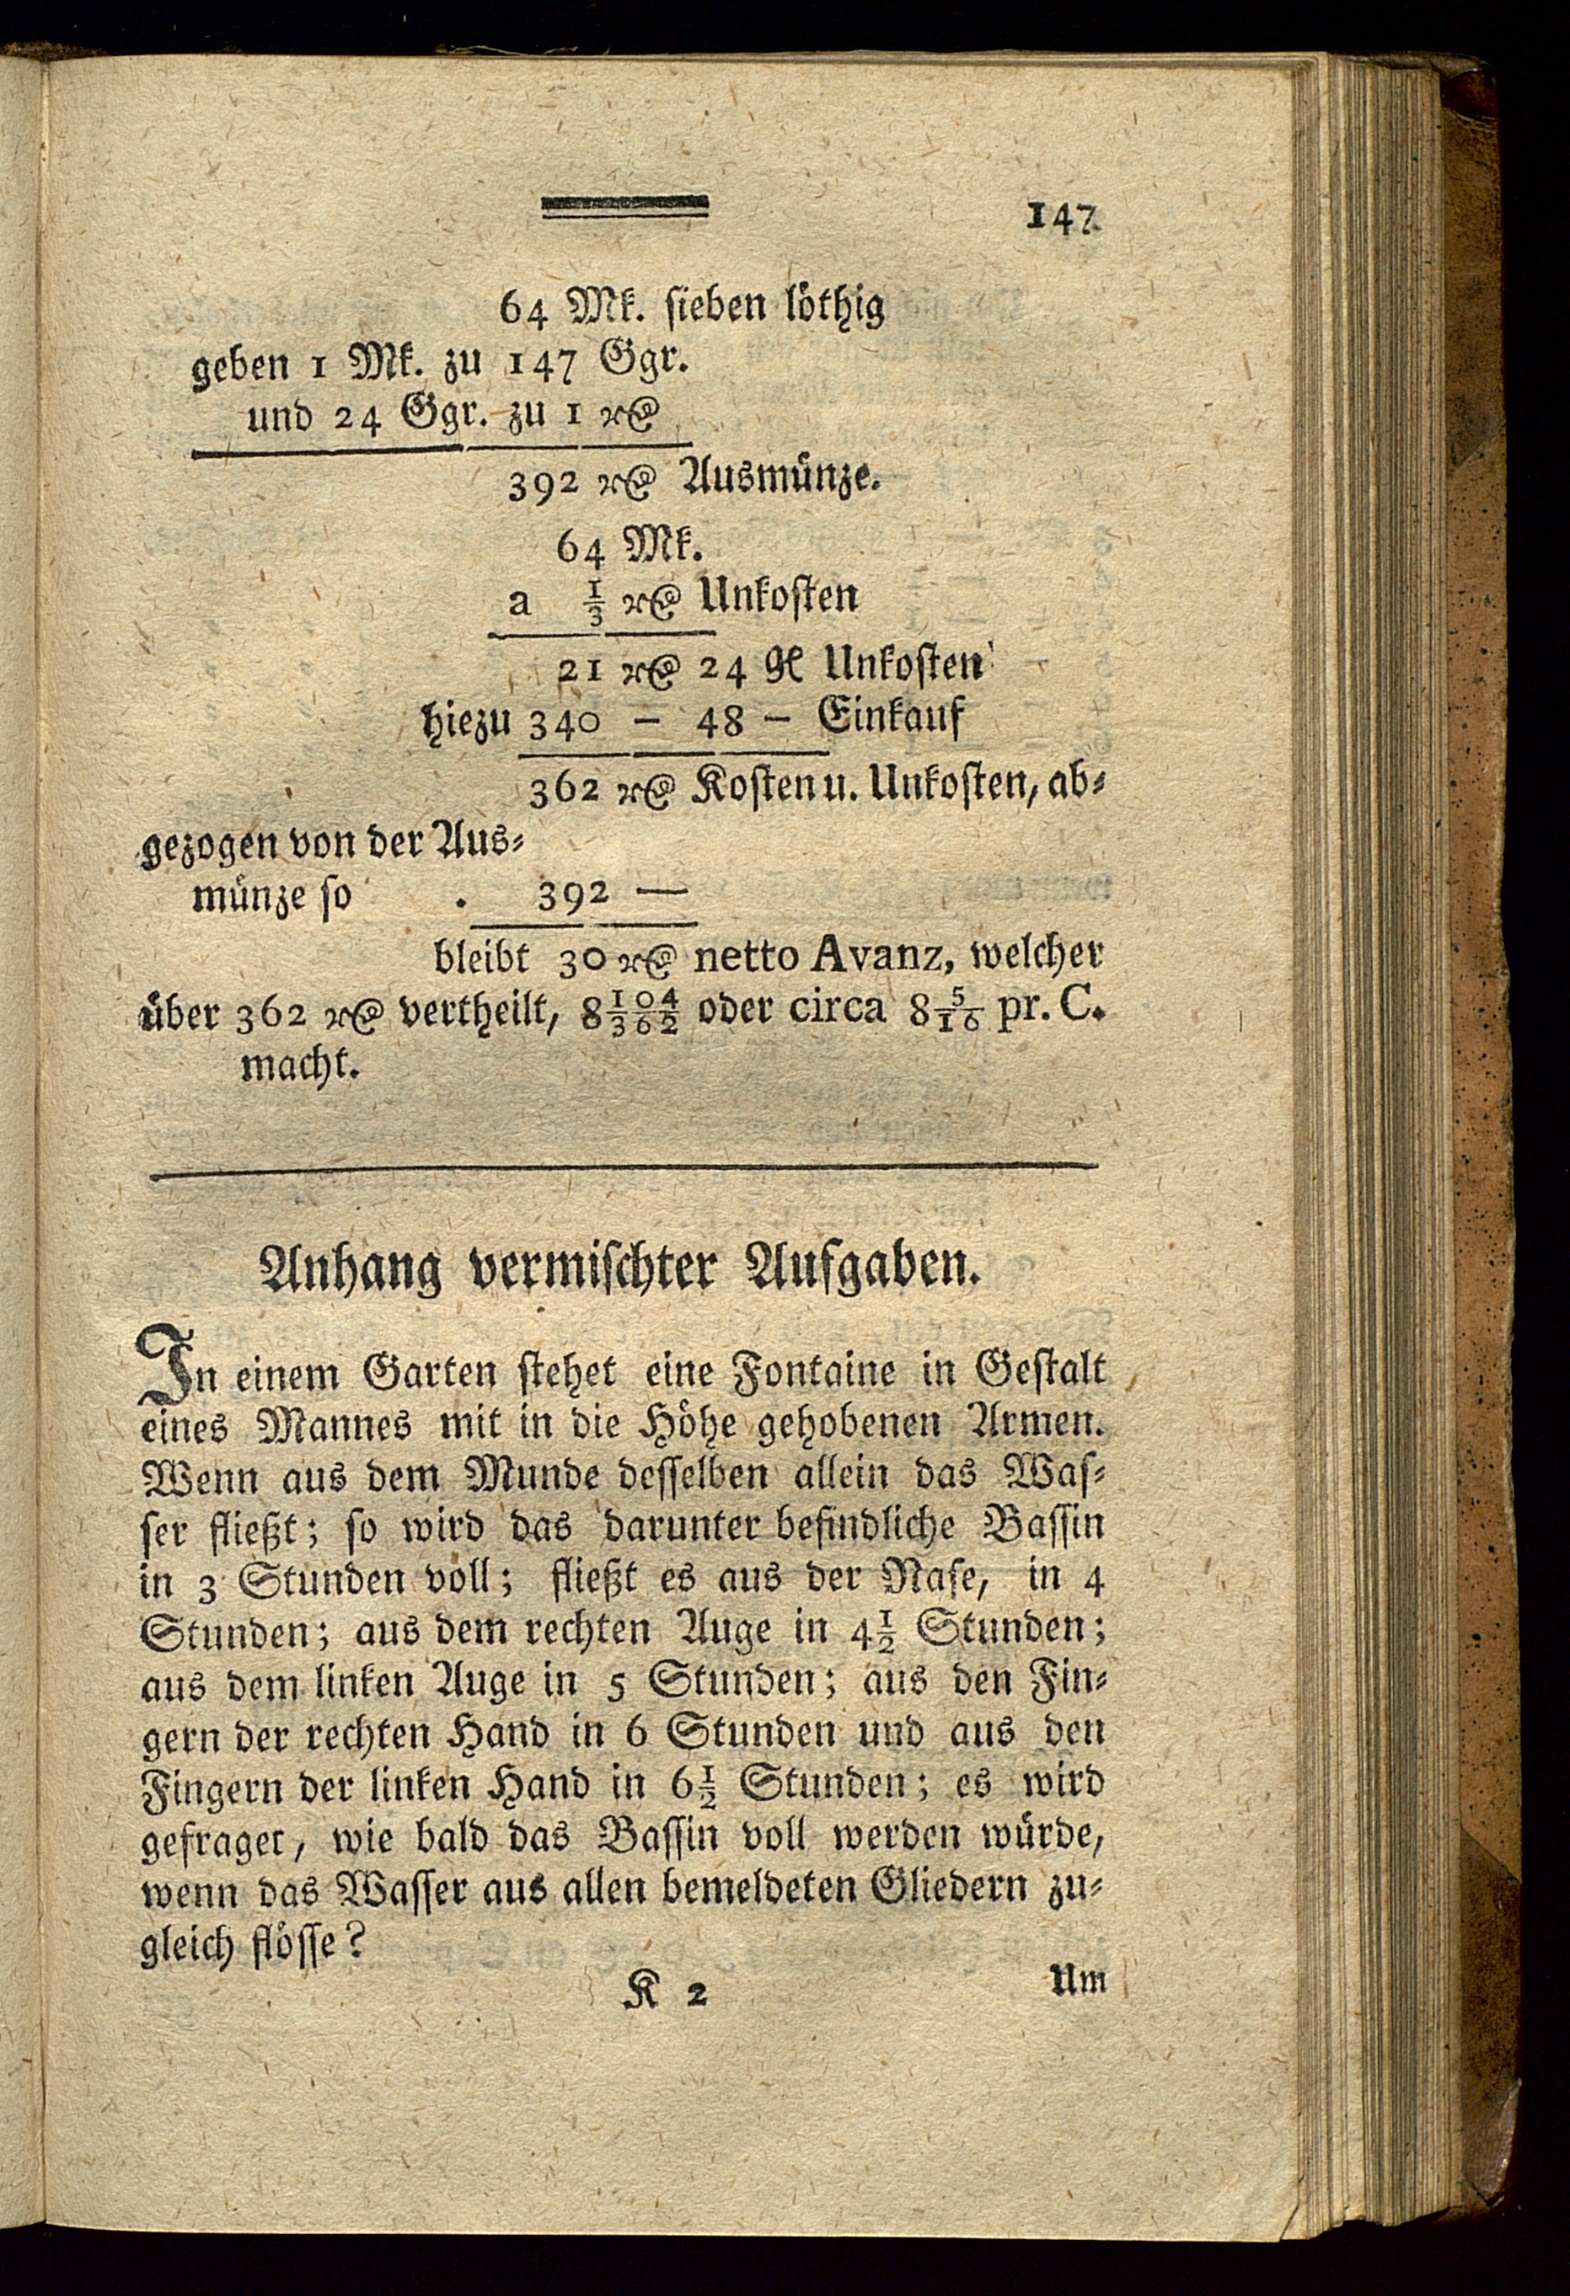 147
64 Mk. sieben löthig
geben 1 Mk. zu 147 Ggr.
und 24 Ggr. zu 1 Rthlr.
392 Rthlr. Ausmünze.
64 Mk.
a 1/3 Rthlr. Unkosten
21 Rthlr. 24 gl Unkosten
hiezu 340 — 48 — Einkauf
362 Rthlr. Kosten u. Unkosten, ab-
gezogen von der Aus-
münze so . 392 —
bleibt 30 Rthlr. netto Avanz, welcher
über 362 Rthlr. vertheilt, 8 104/362 oder circa 8 5/16 pr. C.
macht.
Anhang vermischter Aufgaben.
In einem Garten stehet eine Fontaine in Gestalt
eines Mannes mit in die Höhe gehobenen Armen.
Wenn aus dem Munde desselben allein das Was-
ser fließt; so wird das darunter befindliche Bassin
in 3 Stunden voll; fließt es aus der Nase, in 4
Stunden; aus dem rechten Auge in 4½ Stunden;
aus dem linken Auge in 5 Stunden; aus den Fin-
gern der rechten Hand in 6 Stunden und aus den
Fingern der linken Hand in 6½ Stunden; es wird
gefraget, wie bald das Bassin voll werden würde,
wenn das Wasser aus allen bemeldeten Gliedern zu-
gleich flösse?
K 2 Um